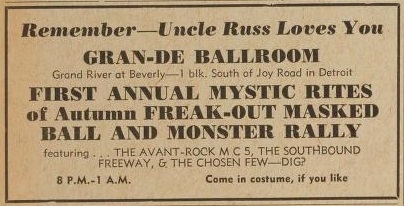 Remember—Uncle Russ Loves You
GRAN-DE BALLROOM
Grand River at Beverly—1 blk. South of Joy Road in Detroit
FIRST ANNUAL MYSTIC RITES
of Autumn FREAK-OUT MASKED
BALL AND MONSTER RALLY
featuring . . . THE AVANT-ROCK M C 5, THE SOUTHBOUND
FREEWAY, & THE CHOSEN FEW—DIG?
8 P.M.-1 A.M. Come in costume, if you like